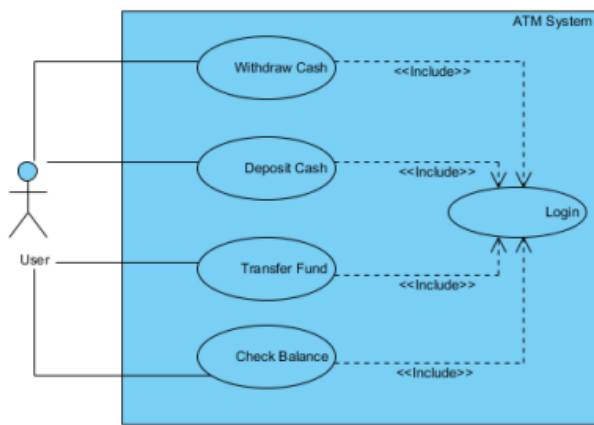 ATM System
Withdraw Cash
<<Include>>
Deposit Cash
<<Include>>
Login
User
Transfer Fund
<<Include>>
Check Balance
<<Include>>